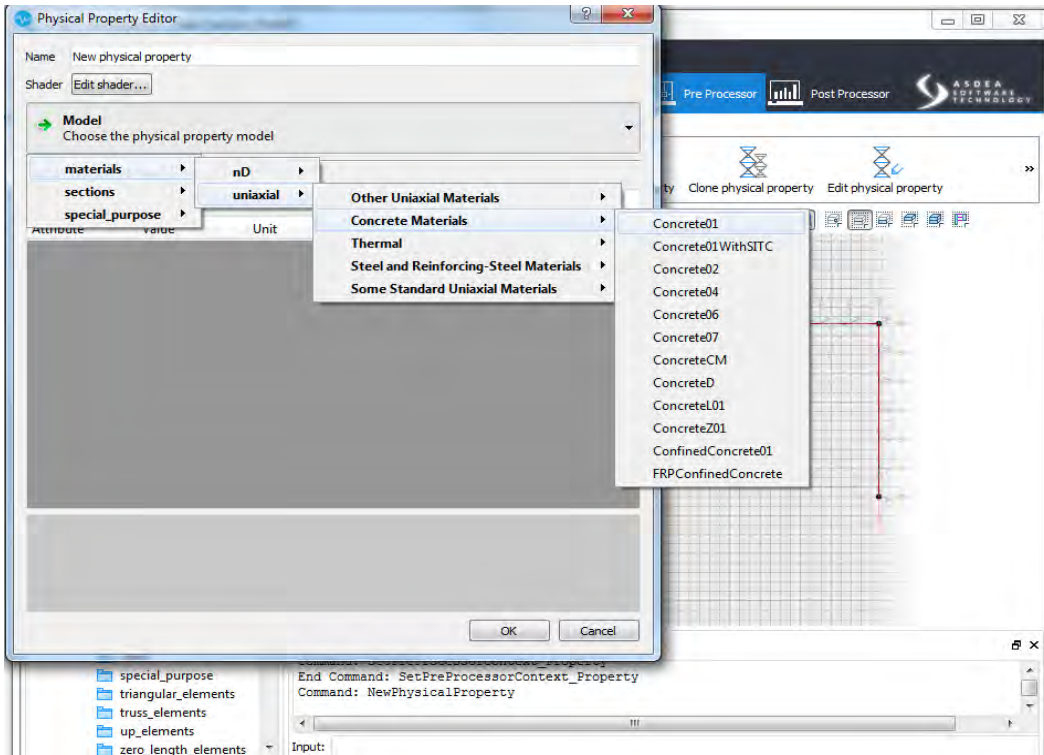 Physical Property Editor
Name New physical property
Shader Edit shader...
Model
Choose the physical property model
materials
sections
special_purpose
Attribute Value Unit
nD
uniaxial
Other Uniaxial Materials
Concrete Materials
Thermal
Steel and Reinforcing-Steel Materials
Some Standard Uniaxial Materials
Concrete01
Concrete01WithSITC
Concrete02
Concrete04
Concrete06
Concrete07
ConcreteCM
ConcreteD
ConcreteL01
ConcreteZ01
ConfinedConcrete01
FRPConfinedConcrete
OK Cancel
Pre Processor Post Processor
ASDEA
SOFTWARE
TECHNOLOGY
Clone physical property Edit physical property
special_purpose
triangular_elements
truss_elements
up_elements
zero_length_elements
Command: SetPreProcessorContext_Property
End Command: SetPreProcessorContext_Property
Command: NewPhysicalProperty
Input: